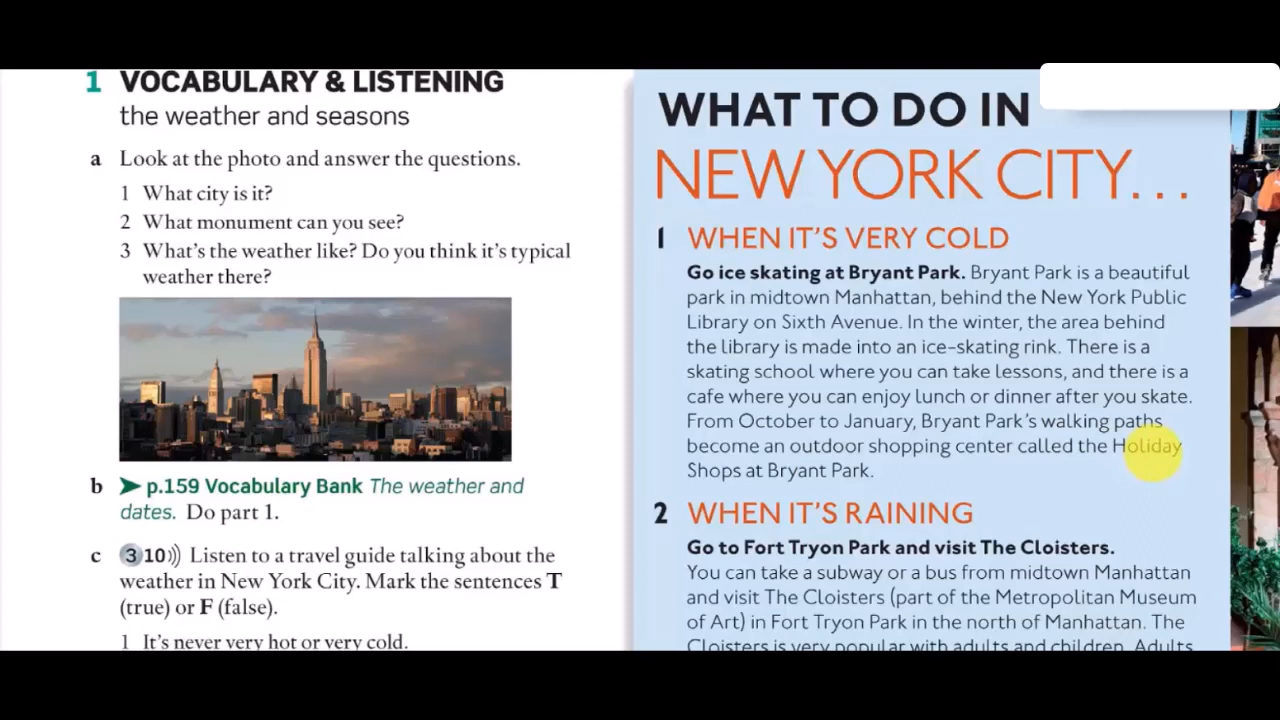 1 VOCABULARY & LISTENING
the weather and seasons
a Look at the photo and answer the questions.
1 What city is it?
2 What monument can you see?
3 What's the weather like? Do you think it's typical
weather there?
b p.159 Vocabulary Bank The weather and
dates. Do part 1.
c 3 10 Listen to a travel guide talking about the
weather in New York City. Mark the sentences T
(true) or F (false).
1 It's never very hot or very cold.
WHAT TO DO IN
NEW YORK CITY...
1 WHEN IT'S VERY COLD
Go ice skating at Bryant Park. Bryant Park is a beautiful
park in midtown Manhattan, behind the New York Public
Library on Sixth Avenue. In the winter, the area behind
the library is made into an ice-skating rink. There is a
skating school where you can take lessons, and there is a
cafe where you can enjoy lunch or dinner after you skate.
From October to January, Bryant Park's walking paths
become an outdoor shopping center called the Holiday
Shops at Bryant Park.
2 WHEN IT'S RAINING
Go to Fort Tryon Park and visit The Cloisters.
You can take a subway or a bus from midtown Manhattan
and visit The Cloisters (part of the Metropolitan Museum
of Art) in Fort Tryon Park in the north of Manhattan. The
Cloisters is very popular with adults and children. Adults